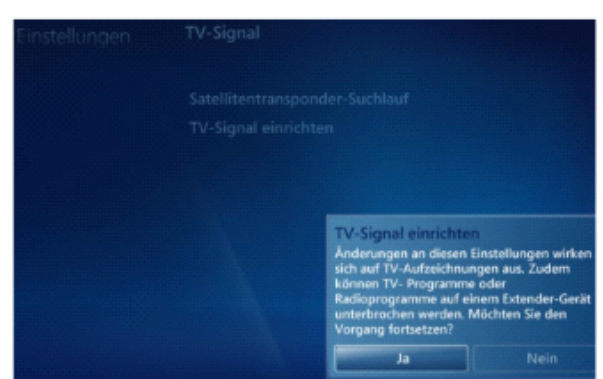 Einstellungen
TV-Signal
Satellitentransponder-Suchlauf
TV-Signal einrichten
TV-Signal einrichten
Änderungen an diesen Einstellungen wirken
sich auf TV-Aufzeichnungen aus. Zudem
können TV- Programme oder
Radioprogramme auf einem Extender-Gerät
unterbrochen werden. Möchten Sie den
Vorgang fortsetzen?
Ja
Nein